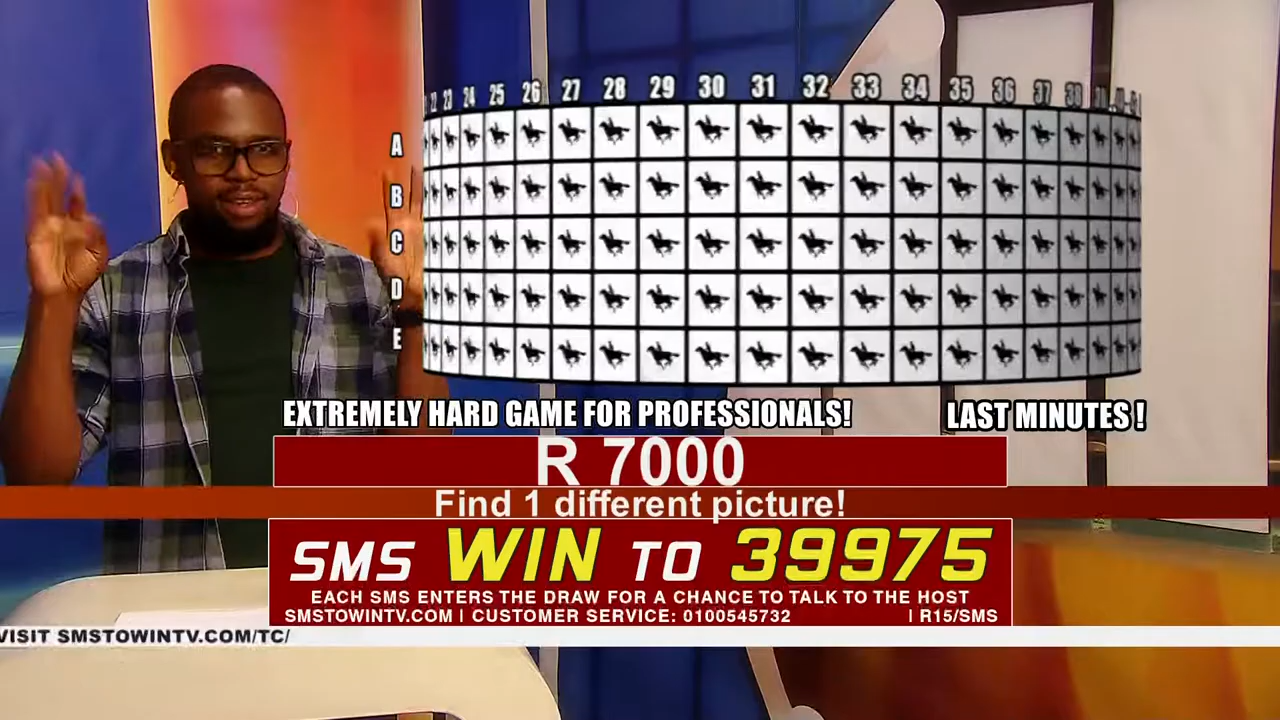 22 23 24 25 26 27 28 29 30 31 32 33 34 35 36 37 38
A
B
C
D
E
EXTREMELY HARD GAME FOR PROFESSIONALS!
LAST MINUTES !
R 7000
Find 1 different picture!
SMS WIN TO 39975
EACH SMS ENTERS THE DRAW FOR A CHANCE TO TALK TO THE HOST
SMSTOWINTV.COM | CUSTOMER SERVICE: 0100545732 | R15/SMS
VISIT SMSTOWINTV.COM/TC/